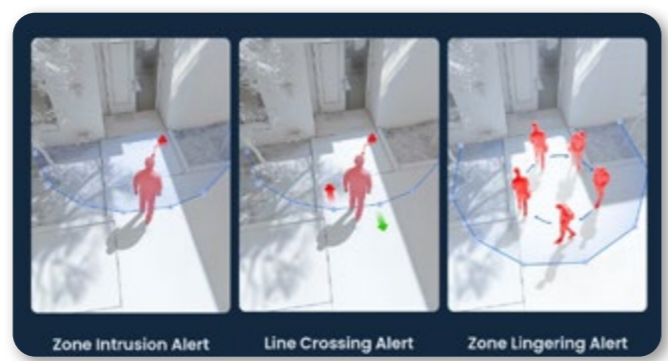 Zone Intrusion Alert
Line Crossing Alert
Zone Lingering Alert